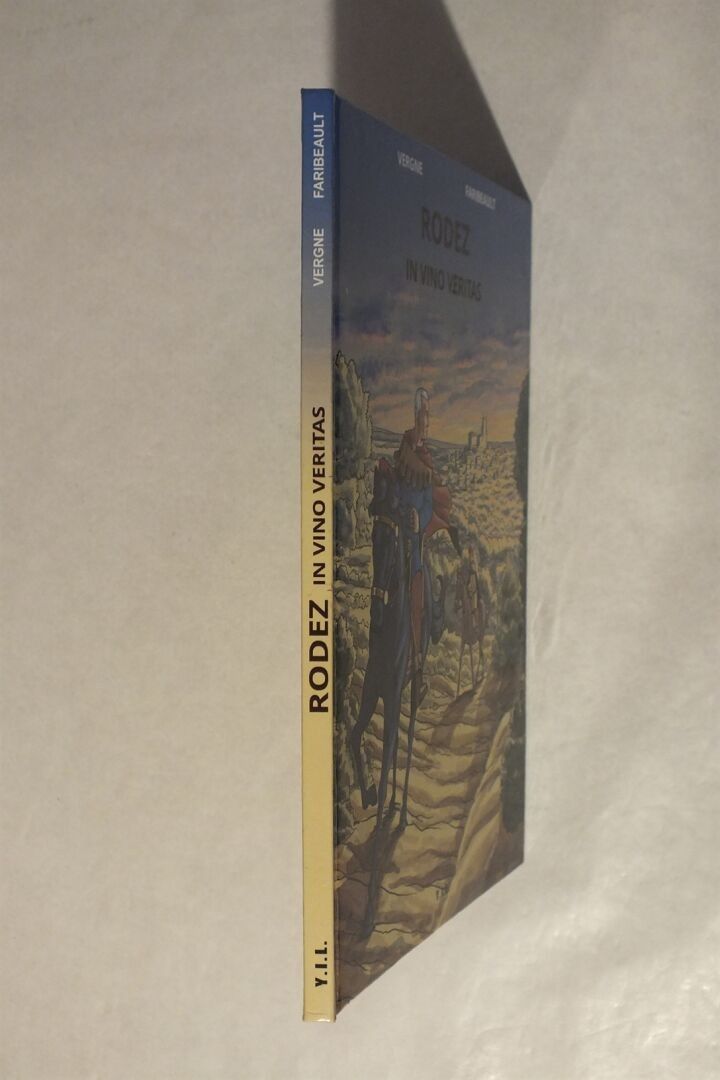 Y.I.L. RODEZ IN VINO VERITAS VERGNE FARIBEAULT
VERGNE FARIBEAULT
RODEZ
IN VINO VERITAS